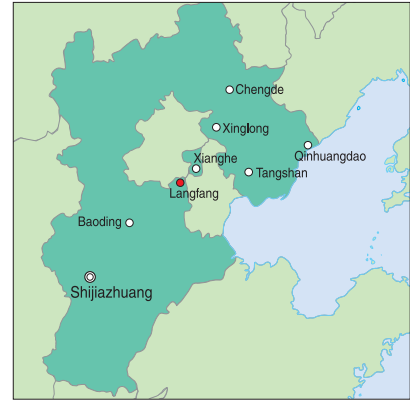 Chengde
Xinglong
Qinhuangdao
Xianghe
Tangshan
Langfang
Baoding
Shijiazhuang